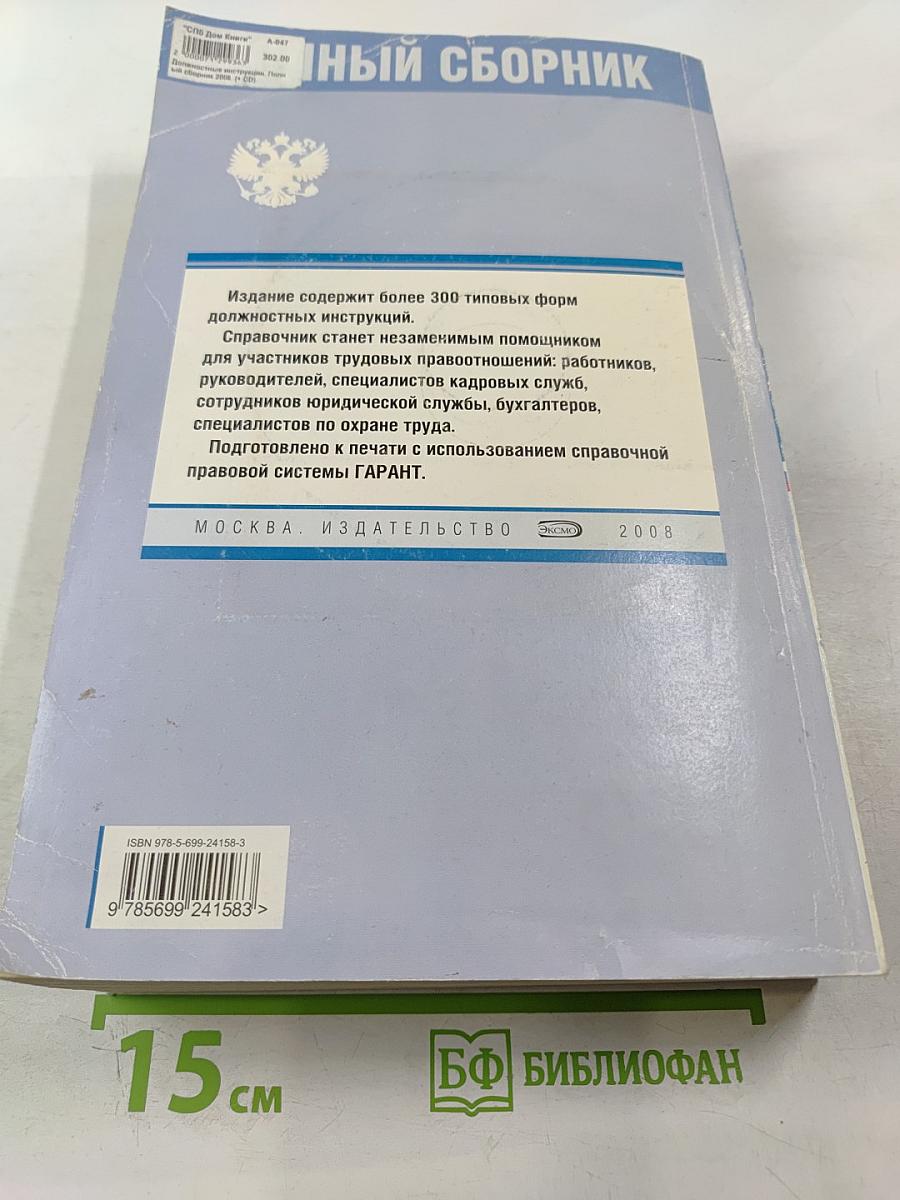 "СПб Дом Книги" А-847
302.00
Должностные инструкции. Полн
ый сборник 2008. (+ CD)
НЫЙ СБОРНИК
Издание содержит более 300 типовых форм
должностных инструкций.
Справочник станет незаменимым помощником
для участников трудовых правоотношений: работников,
руководителей, специалистов кадровых служб,
сотрудников юридической службы, бухгалтеров,
специалистов по охране труда.
Подготовлено к печати с использованием справочной
правовой системы ГАРАНТ.
МОСКВА. ИЗДАТЕЛЬСТВО ЭКСМО 2008
ISBN 978-5-699-24158-3
9 785699 241583 >
15 см БФ БИБЛИОФАН